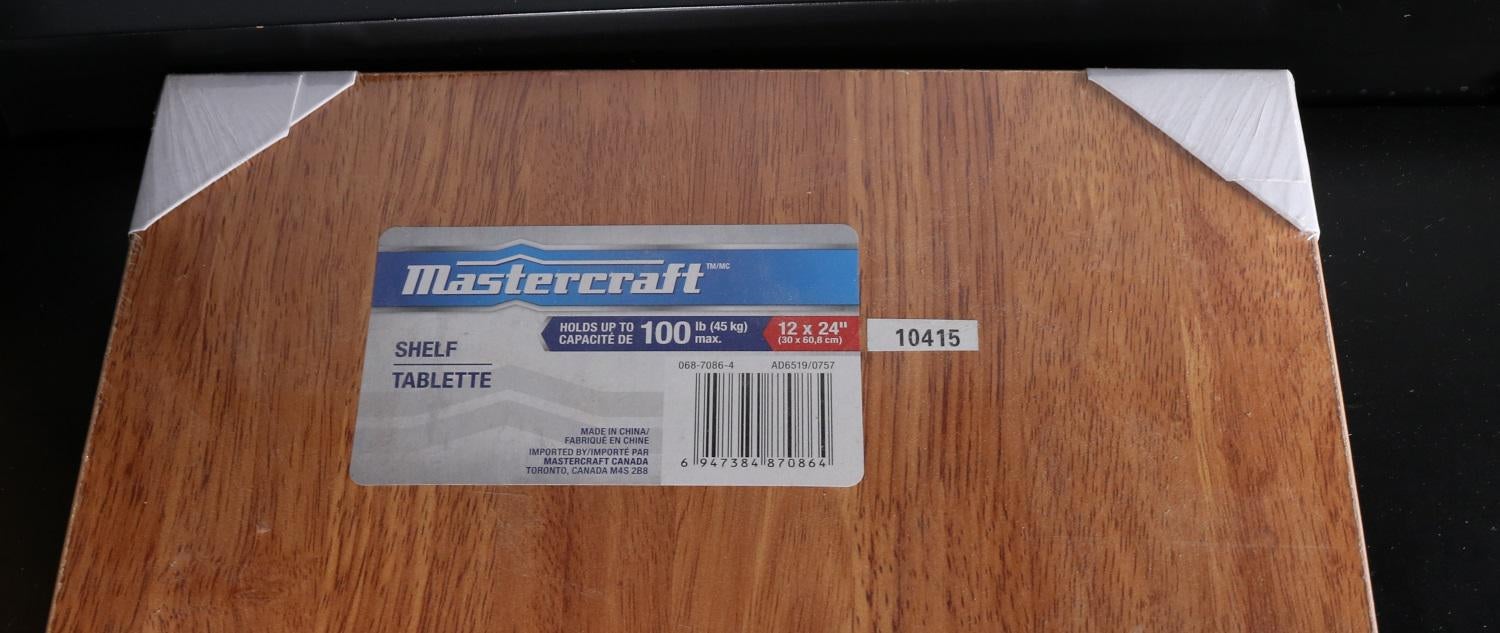 Mastercraft TM/MC
HOLDS UP TO
CAPACITÉ DE
100 lb (45 kg)
max.
12 x 24"
(30 x 60,8 cm)
10415
SHELF
TABLETTE
068-7086-4 AD6519/0757
MADE IN CHINA/
FABRIQUÉ EN CHINE
IMPORTED BY/IMPORTÉ PAR
MASTERCRAFT CANADA
TORONTO, CANADA M4S 2B8
6 947384 870864